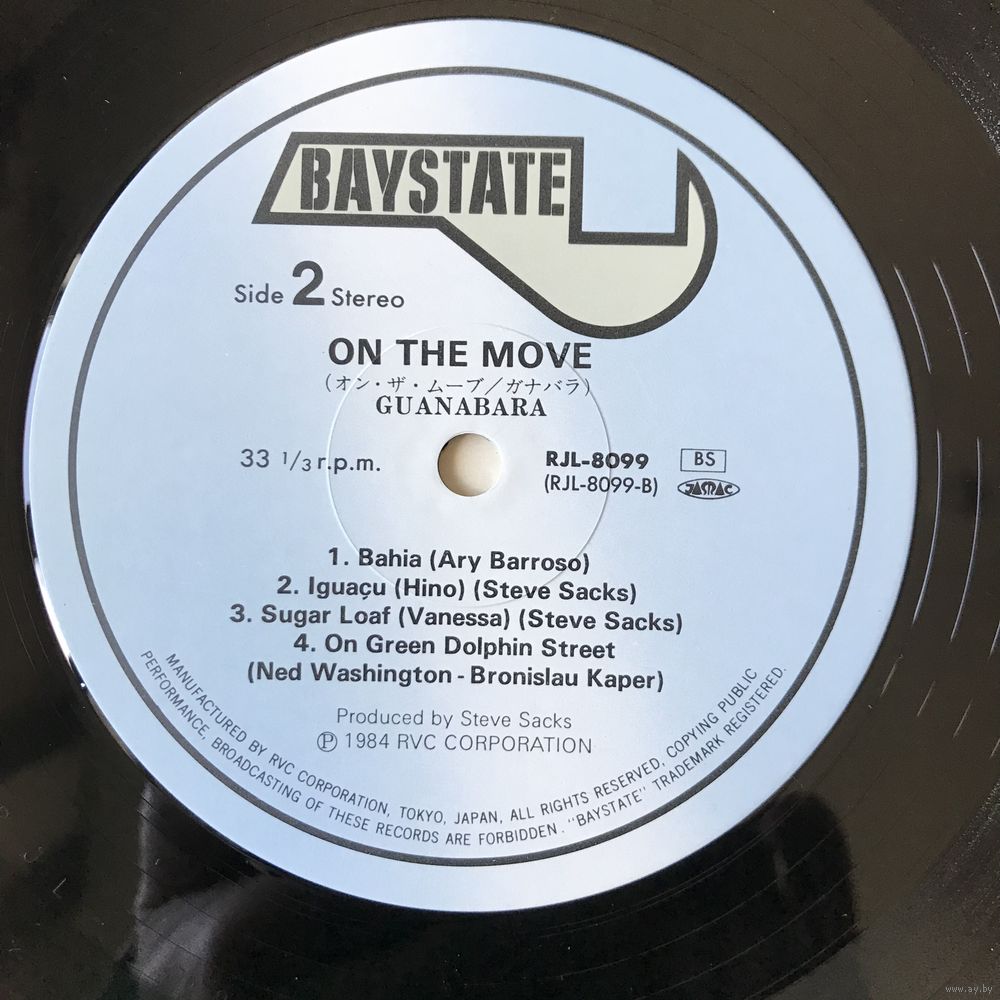 BAYSTATE
Side 2 Stereo
ON THE MOVE
(オン・ザ・ムーブ/ガナバラ)
GUANABARA
33 1/3 r.p.m.
RJL-8099 BS
(RJL-8099-B) JASRAC
1. Bahia (Ary Barroso)
2. Iguaçu (Hino) (Steve Sacks)
3. Sugar Loaf (Vanessa) (Steve Sacks)
4. On Green Dolphin Street
(Ned Washington - Bronislau Kaper)
Produced by Steve Sacks
Ⓟ 1984 RVC CORPORATION
MANUFACTURED BY RVC CORPORATION, TOKYO, JAPAN, ALL RIGHTS RESERVED, COPYING PUBLIC
PERFORMANCE, BROADCASTING OF THESE RECORDS ARE FORBIDDEN. "BAYSTATE" TRADEMARK REGISTERED.
www.ay.by